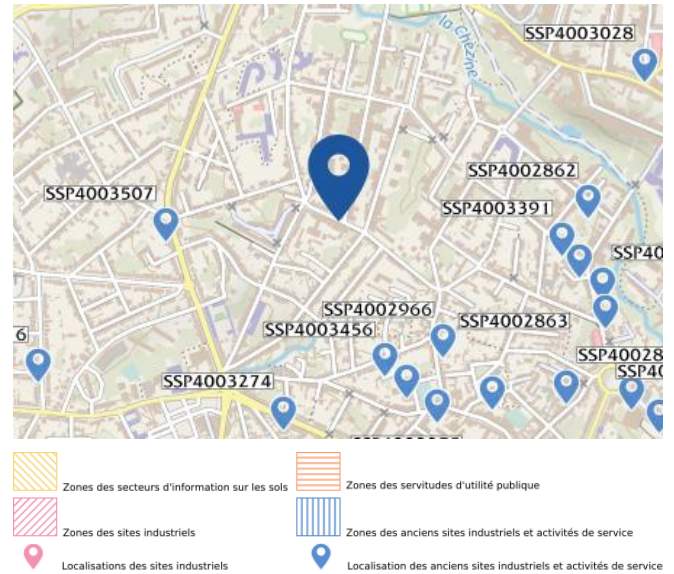 la Chézine
SSP4003028
SSP4002862
SSP4003507
SSP4003391
SSP40
SSP4002966
SSP4003456
SSP4002863
6
SSP40028
SSP40
SSP4003274
Zones des secteurs d'information sur les sols
Zones des servitudes d'utilité publique
Zones des sites industriels
Zones des anciens sites industriels et activités de service
Localisations des sites industriels
Localisation des anciens sites industriels et activités de service